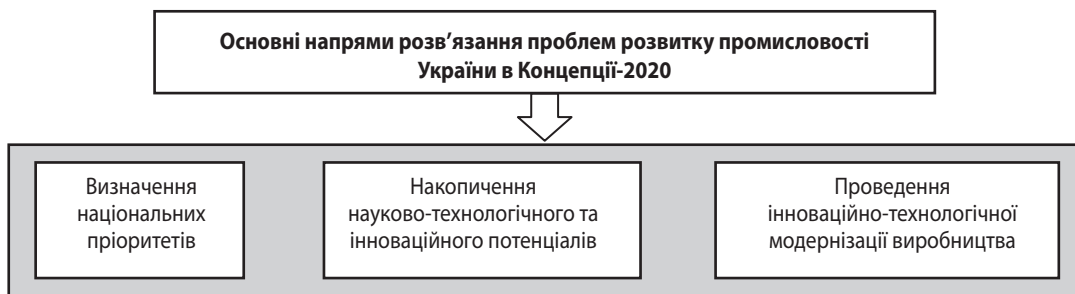 Основні напрями розв’язання проблем розвитку промисловості
України в Концепції-2020
Визначення
національних
пріоритетів
Накопичення
науково-технологічного та
інноваційного потенціалів
Проведення
інноваційно-технологічної
модернізації виробництва